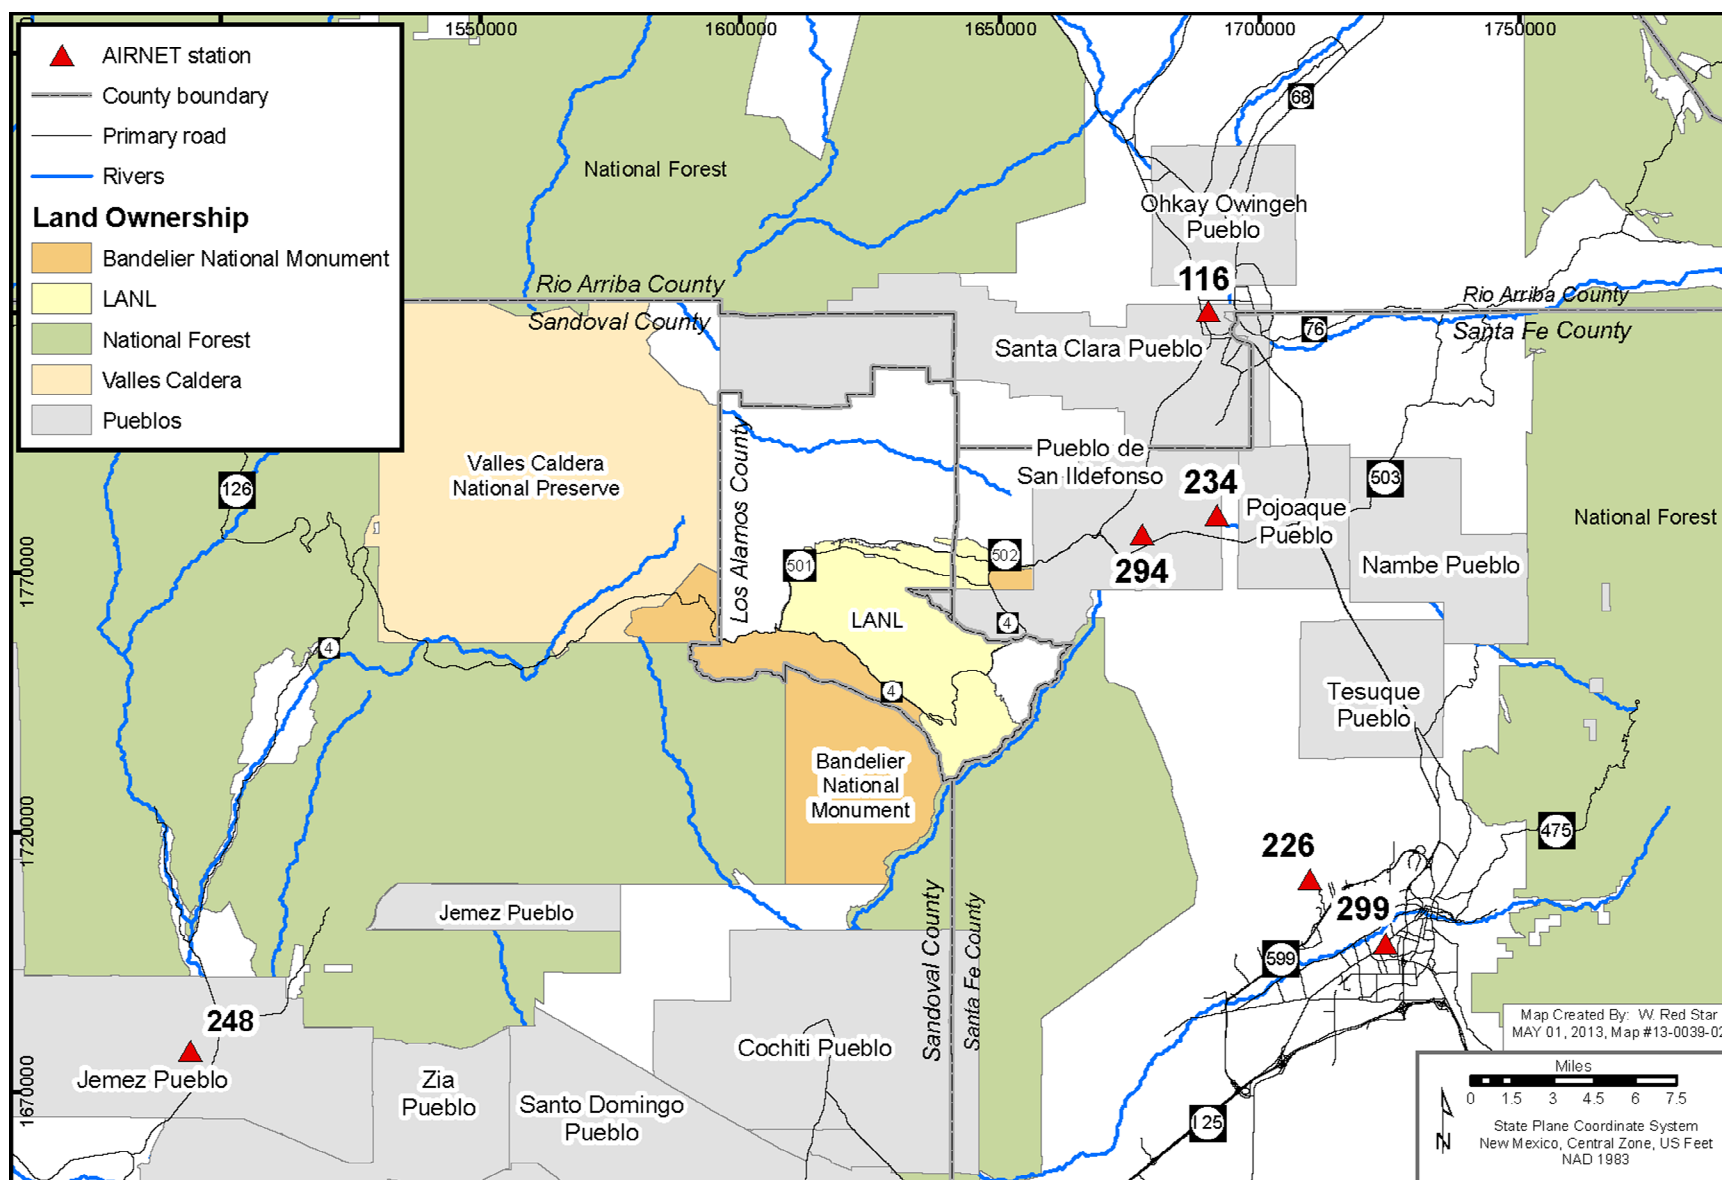 1550000
1600000
1650000
1700000
1750000
AIRNET station
County boundary
Primary road
Rivers
Land Ownership
Bandelier National Monument
LANL
National Forest
Valles Caldera
Pueblos
68
National Forest
Ohkay Owingeh
Pueblo
116
Rio Arriba County
Sandoval County
Rio Arriba County
Santa Fe County
76
Santa Clara Pueblo
Los Alamos County
Pueblo de
San Ildefonso
Valles Caldera
National Preserve
126
234
503
Pojoaque
Pueblo
National Forest
1770000
501
502
294
Nambe Pueblo
LANL
4
4
4
Tesuque
Pueblo
Bandelier
National
Monument
1720000
475
226
299
Jemez Pueblo
Sandoval County
Santa Fe County
599
248
Jemez Pueblo
Cochiti Pueblo
Zia
Pueblo
Santo Domingo
Pueblo
1670000
I 25
Map Created By: W. Red Star
MAY 01, 2013, Map #13-0039-02
Miles
0 1.5 3 4.5 6 7.5
N
State Plane Coordinate System
New Mexico, Central Zone, US Feet
NAD 1983